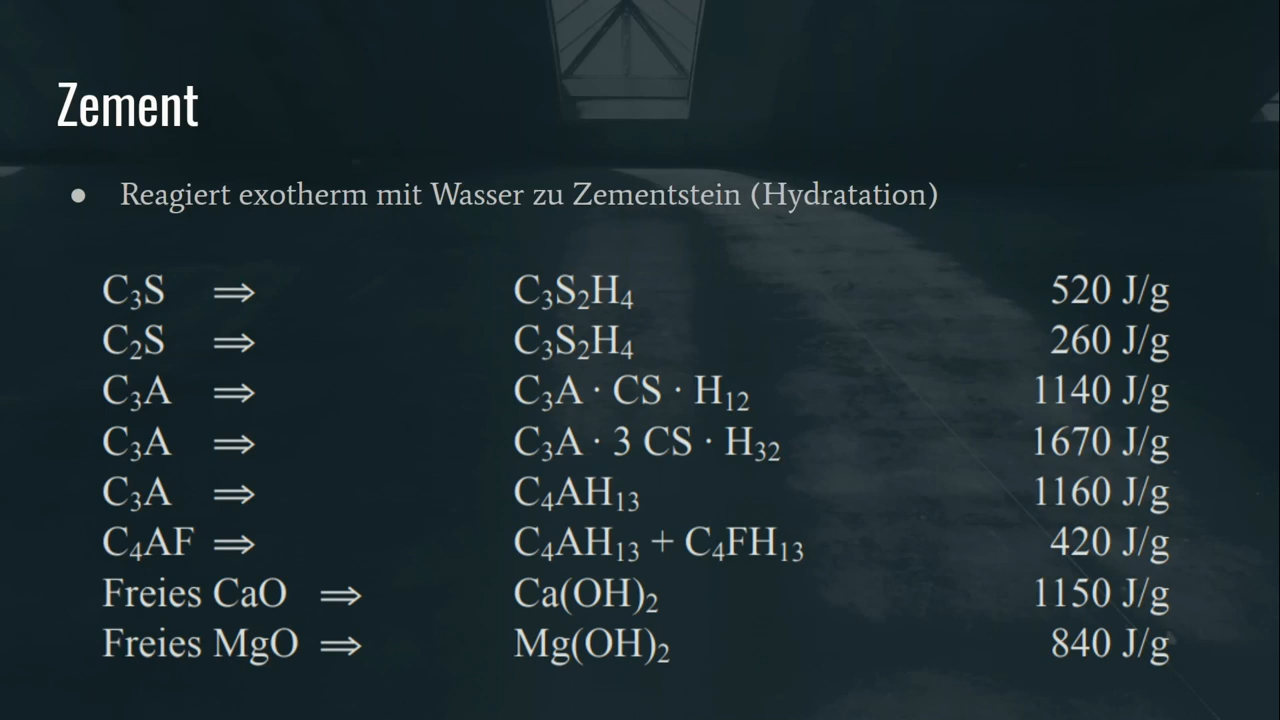 Zement
● Reagiert exotherm mit Wasser zu Zementstein (Hydratation)
C₃S ⇒ C₃S₂H₄ 520 J/g
C₂S ⇒ C₃S₂H₄ 260 J/g
C₃A ⇒ C₃A · CS · H₁₂ 1140 J/g
C₃A ⇒ C₃A · 3 CS · H₃₂ 1670 J/g
C₃A ⇒ C₄AH₁₃ 1160 J/g
C₄AF ⇒ C₄AH₁₃ + C₄FH₁₃ 420 J/g
Freies CaO ⇒ Ca(OH)₂ 1150 J/g
Freies MgO ⇒ Mg(OH)₂ 840 J/g